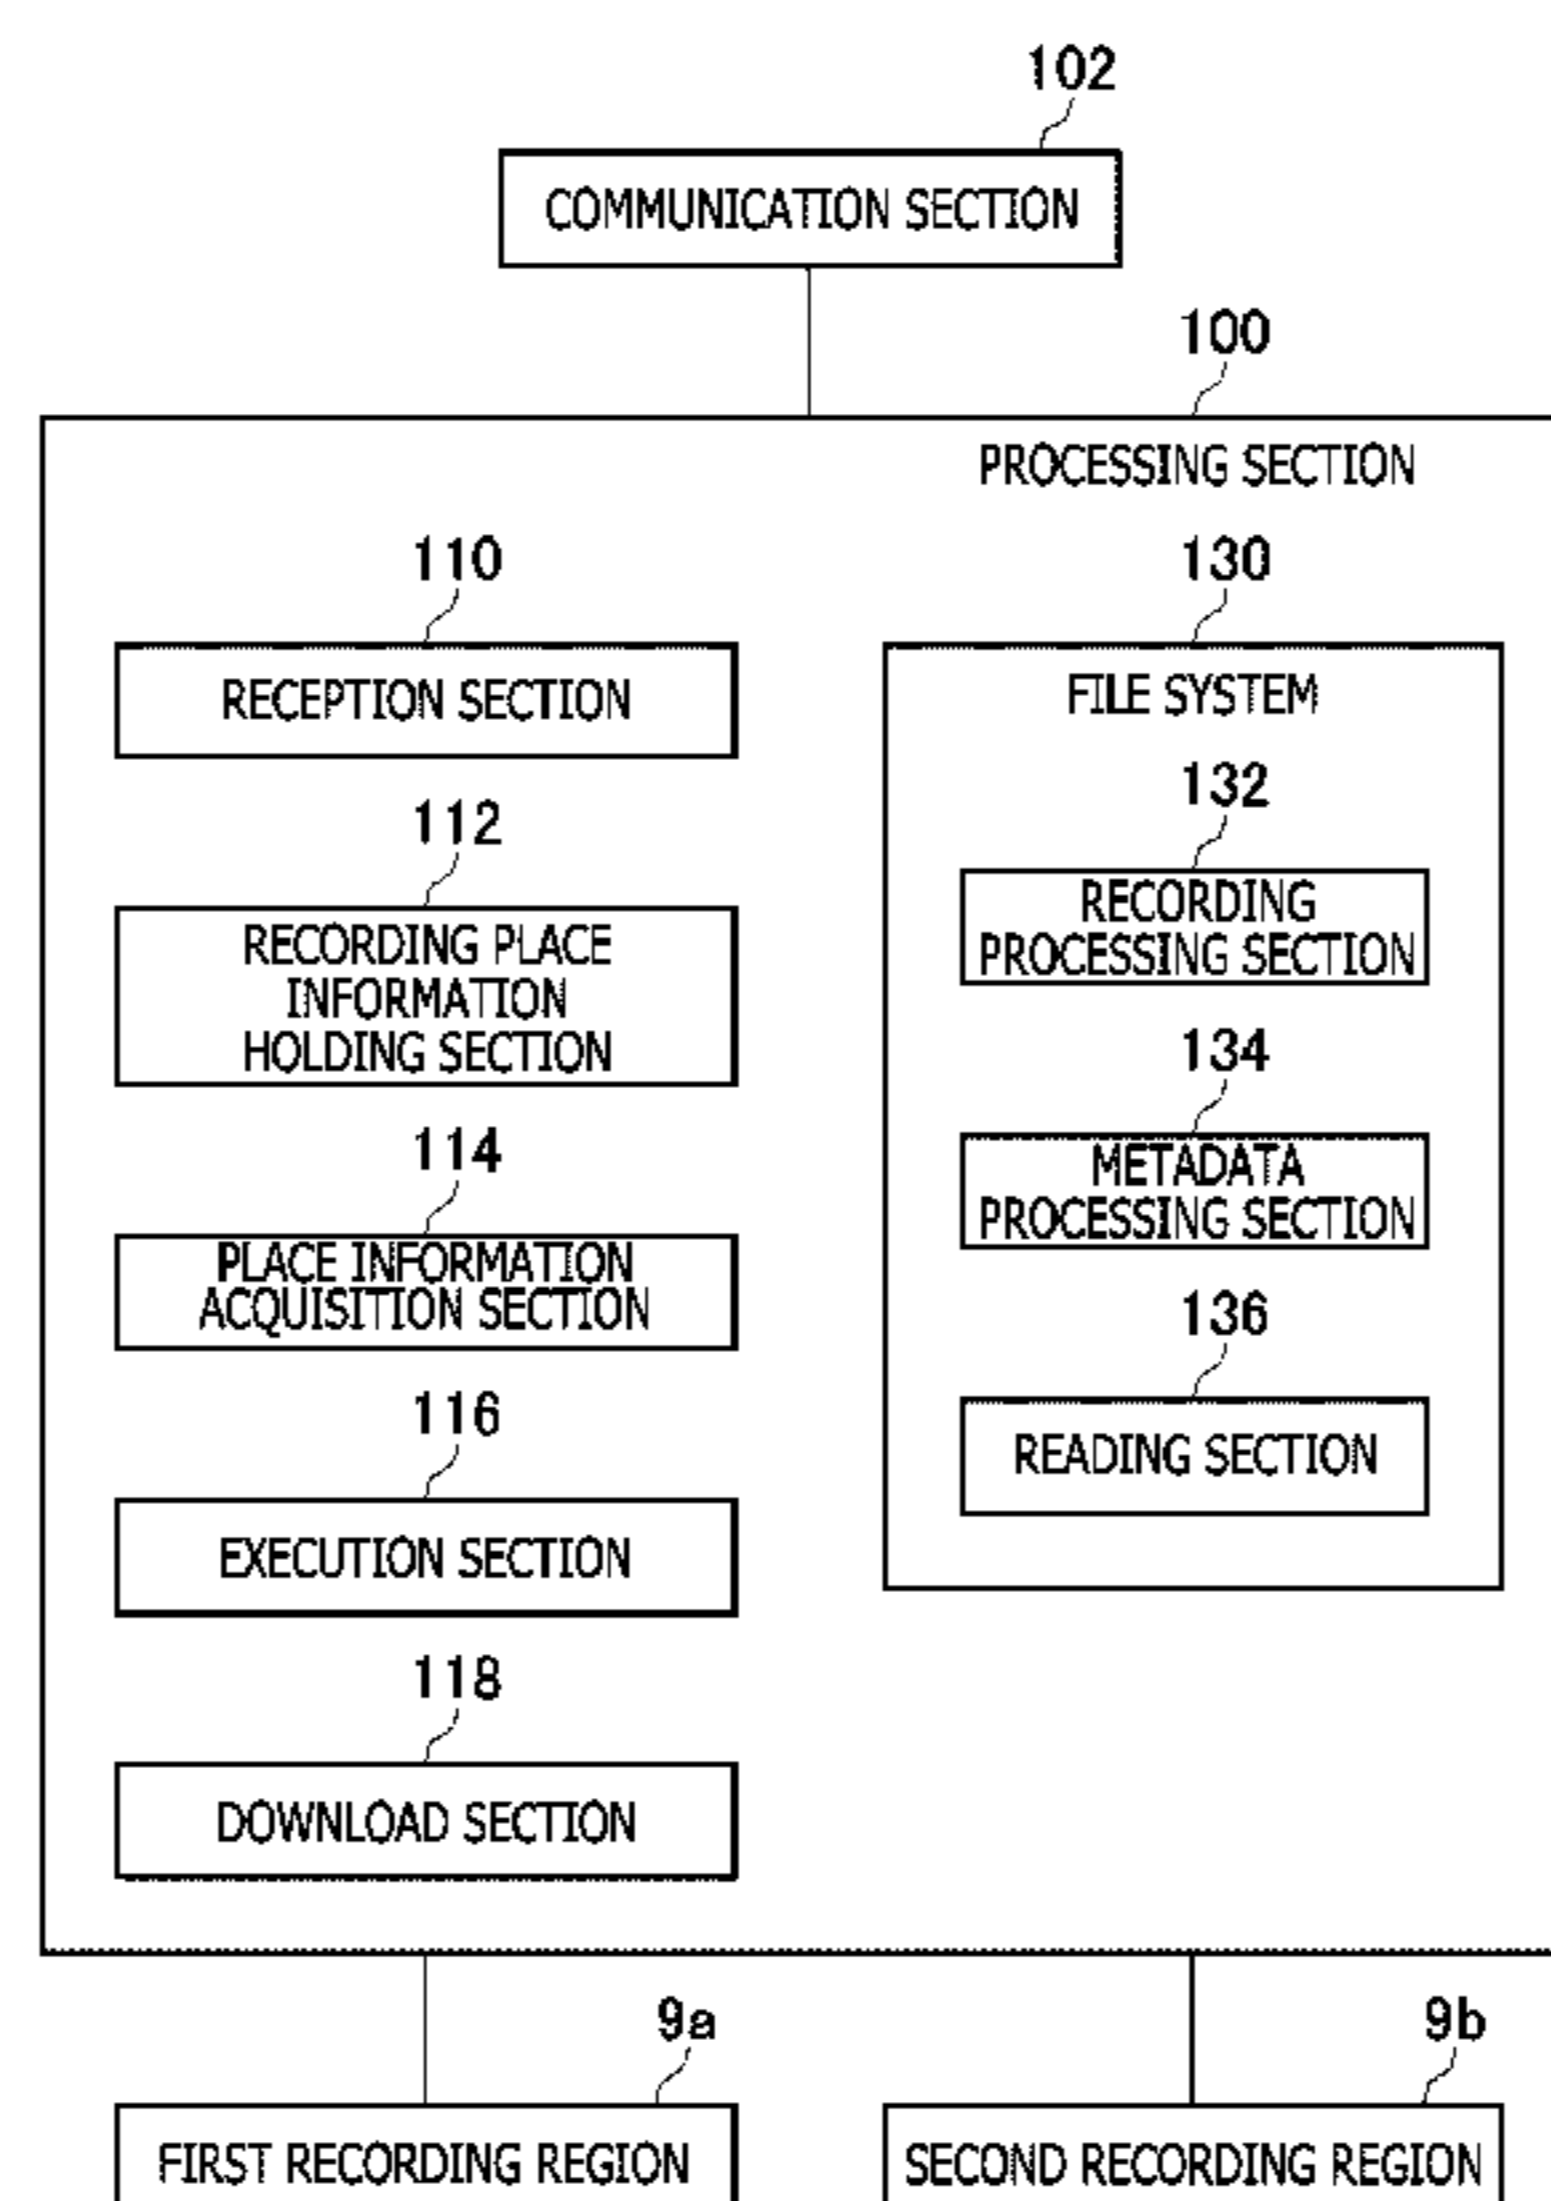 102
COMMUNICATION SECTION
100
PROCESSING SECTION
110
RECEPTION SECTION
112
RECORDING PLACE
INFORMATION
HOLDING SECTION
114
PLACE INFORMATION
ACQUISITION SECTION
116
EXECUTION SECTION
118
DOWNLOAD SECTION
130
FILE SYSTEM
132
RECORDING
PROCESSING SECTION
134
METADATA
PROCESSING SECTION
136
READING SECTION
9a
FIRST RECORDING REGION
9b
SECOND RECORDING REGION